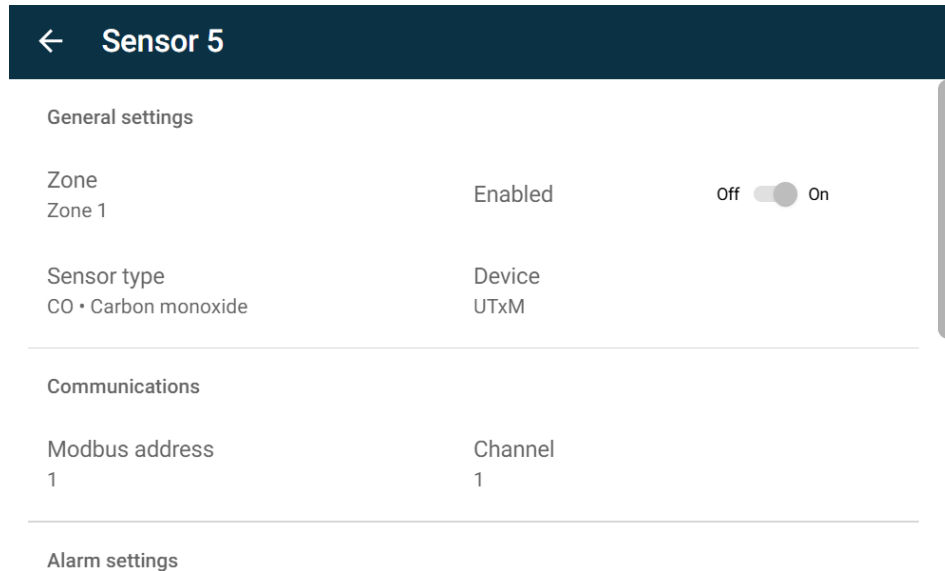 Sensor 5
General settings
Zone
Zone 1
Enabled
Off On
Sensor type
CO • Carbon monoxide
Device
UTxM
Communications
Modbus address
1
Channel
1
Alarm settings